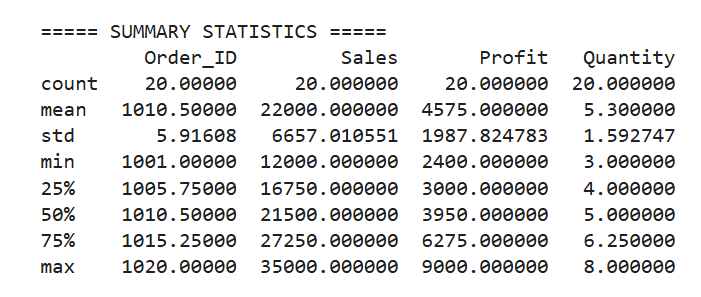 ===== SUMMARY STATISTICS =====
Order_ID Sales Profit Quantity
count 20.00000 20.000000 20.000000 20.000000
mean 1010.50000 22000.000000 4575.000000 5.300000
std 5.91608 6657.010551 1987.824783 1.592747
min 1001.00000 12000.000000 2400.000000 3.000000
25% 1005.75000 16750.000000 3000.000000 4.000000
50% 1010.50000 21500.000000 3950.000000 5.000000
75% 1015.25000 27250.000000 6275.000000 6.250000
max 1020.00000 35000.000000 9000.000000 8.000000